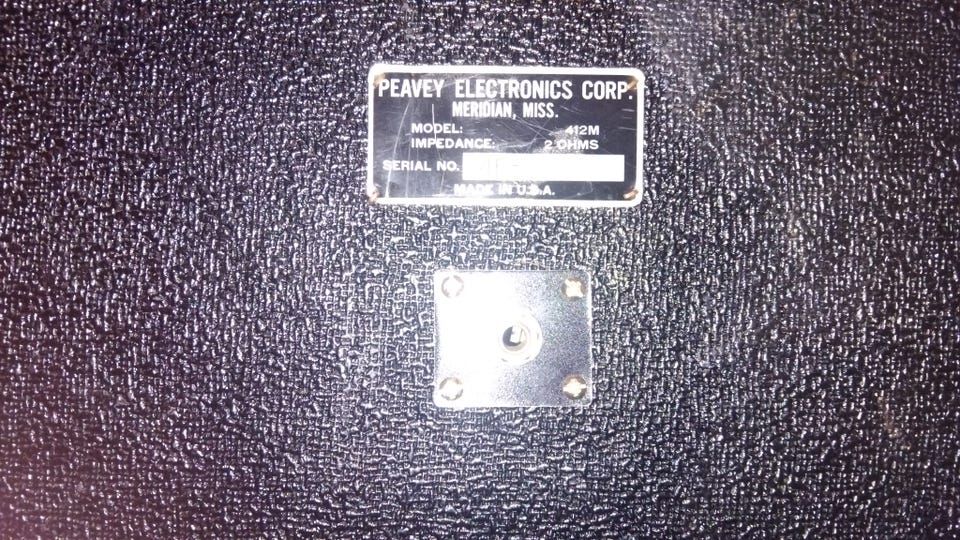 PEAVEY ELECTRONICS CORP.
MERIDIAN, MISS.
MODEL: 412M
IMPEDANCE: 2 OHMS
SERIAL NO.
MADE IN U.S.A.